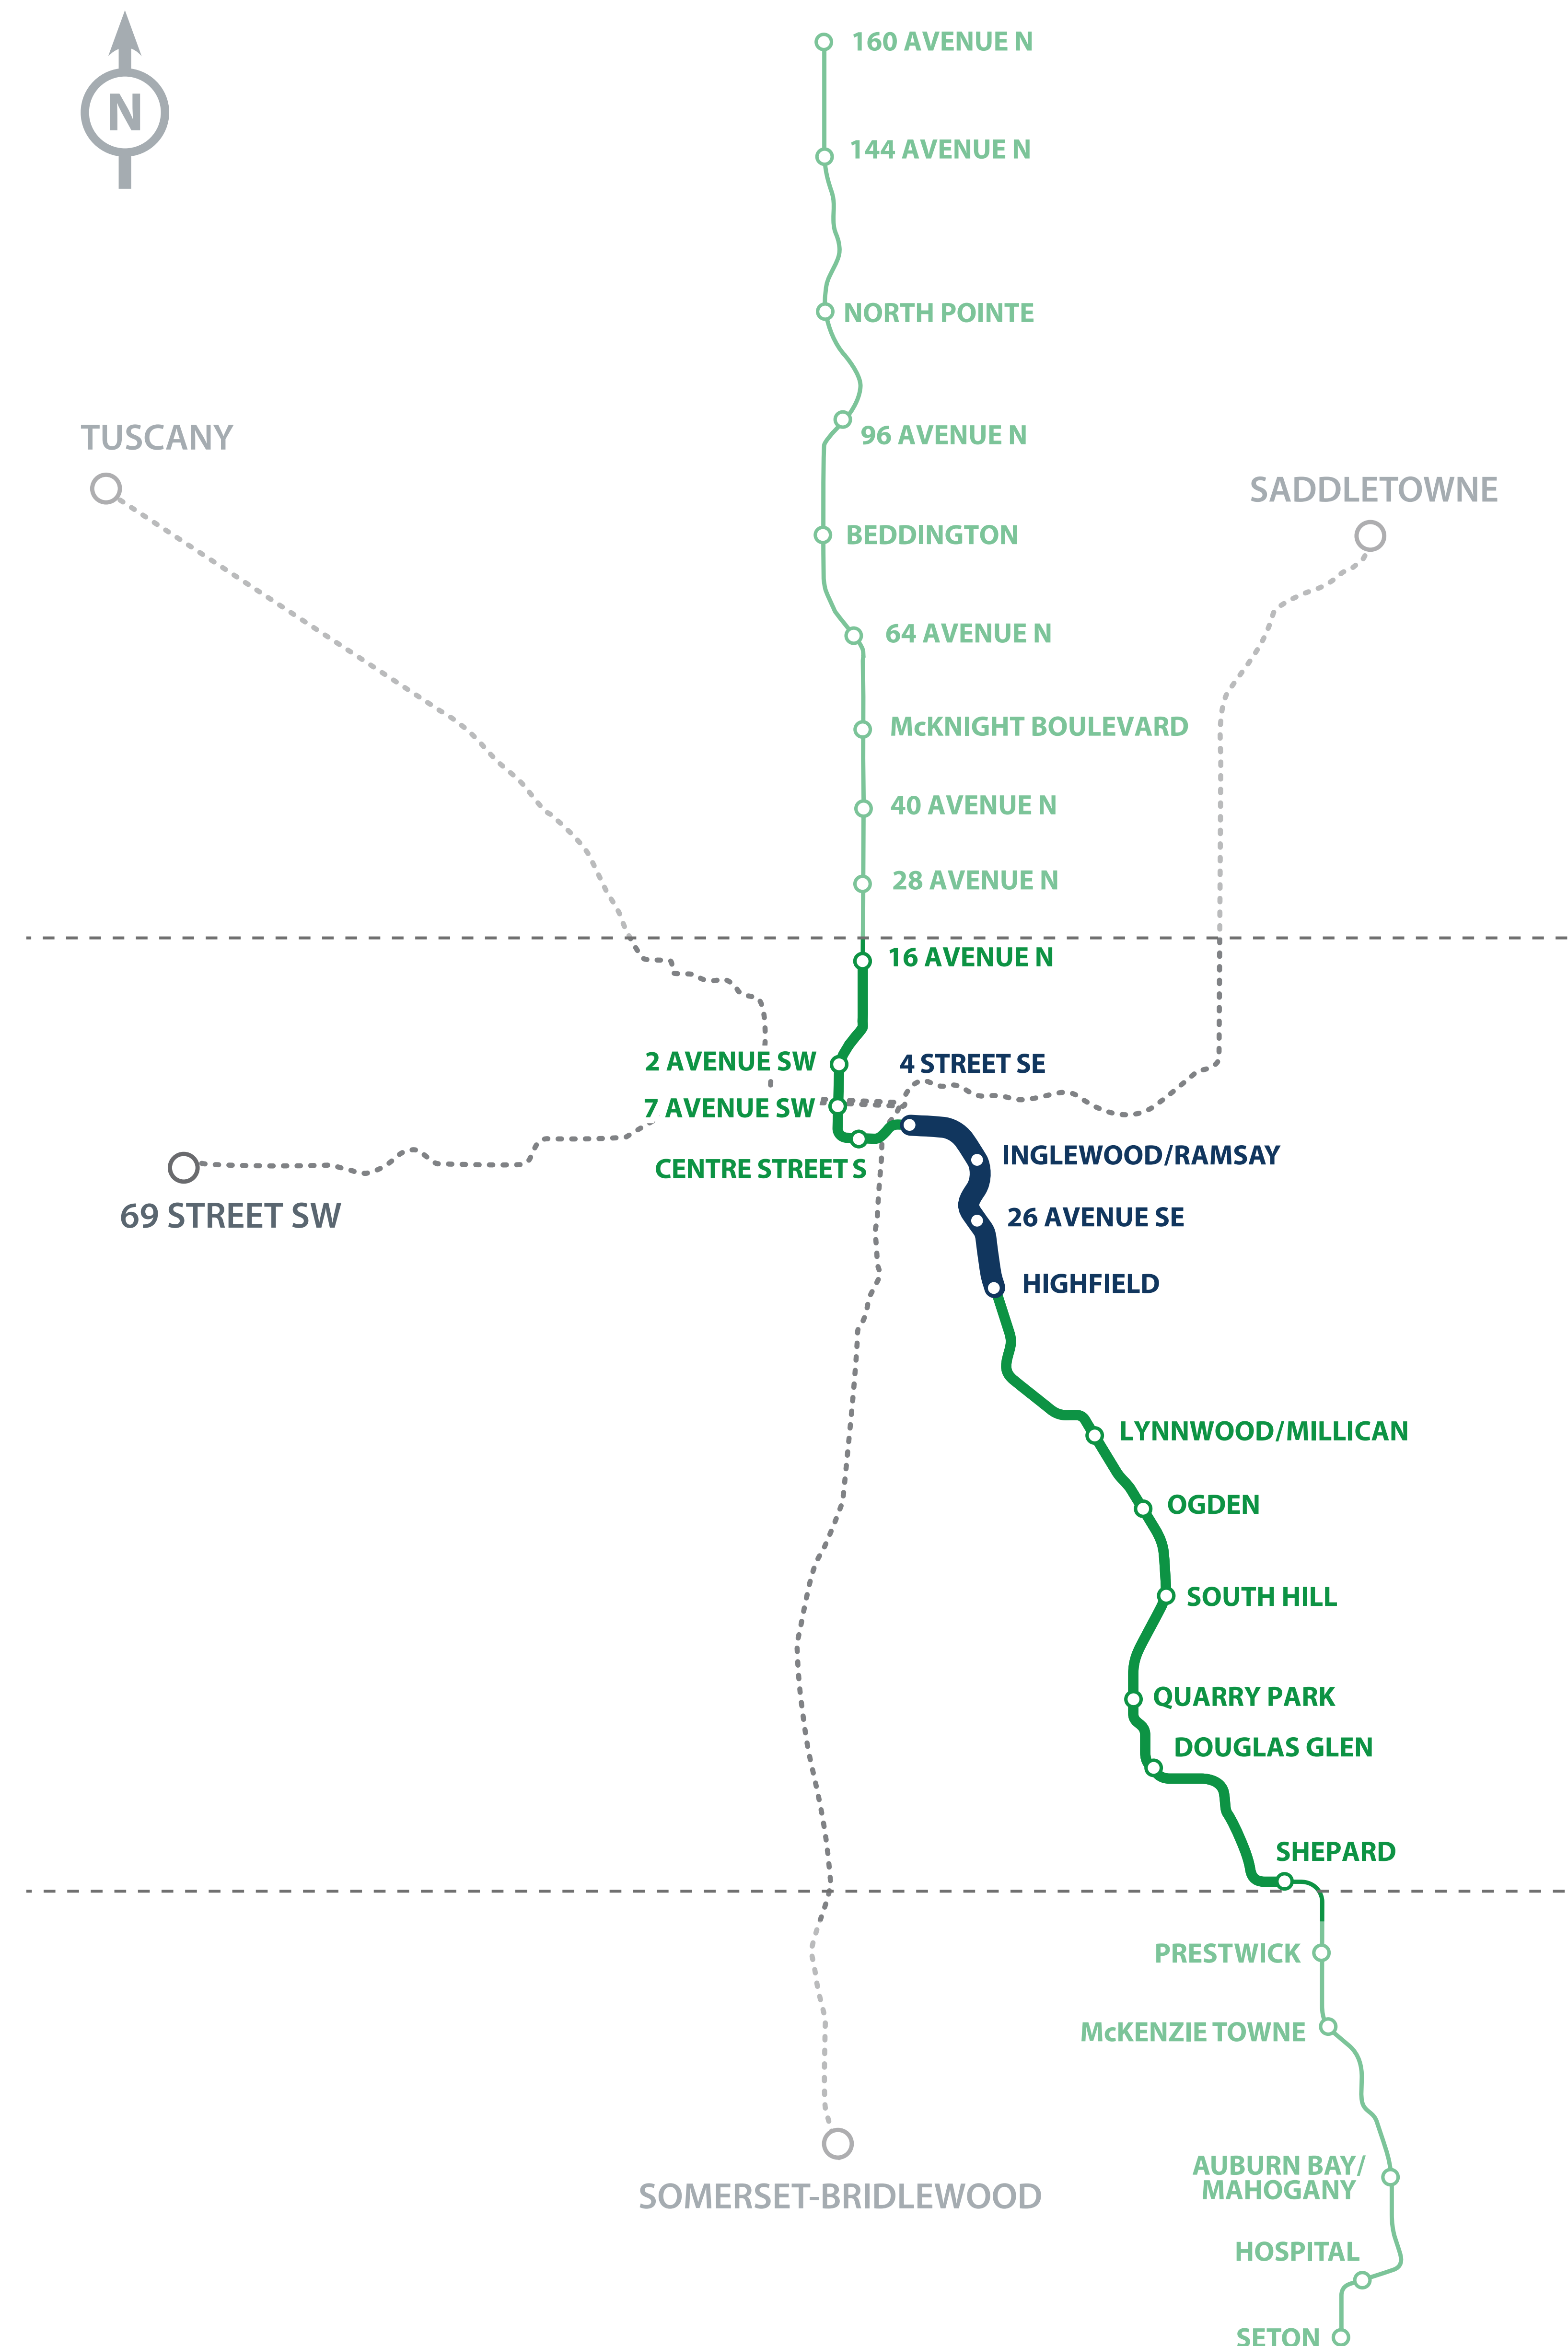 160 AVENUE N
N
144 AVENUE N
NORTH POINTE
TUSCANY
96 AVENUE N
SADDLETOWNE
BEDDINGTON
64 AVENUE N
McKNIGHT BOULEVARD
40 AVENUE N
28 AVENUE N
16 AVENUE N
2 AVENUE SW
4 STREET SE
7 AVENUE SW
INGLEWOOD/RAMSAY
CENTRE STREET S
69 STREET SW
26 AVENUE SE
HIGHFIELD
LYNNWOOD/MILLICAN
OGDEN
SOUTH HILL
QUARRY PARK
DOUGLAS GLEN
SHEPARD
PRESTWICK
McKENZIE TOWNE
AUBURN BAY/
MAHOGANY
SOMERSET-BRIDLEWOOD
HOSPITAL
SETON